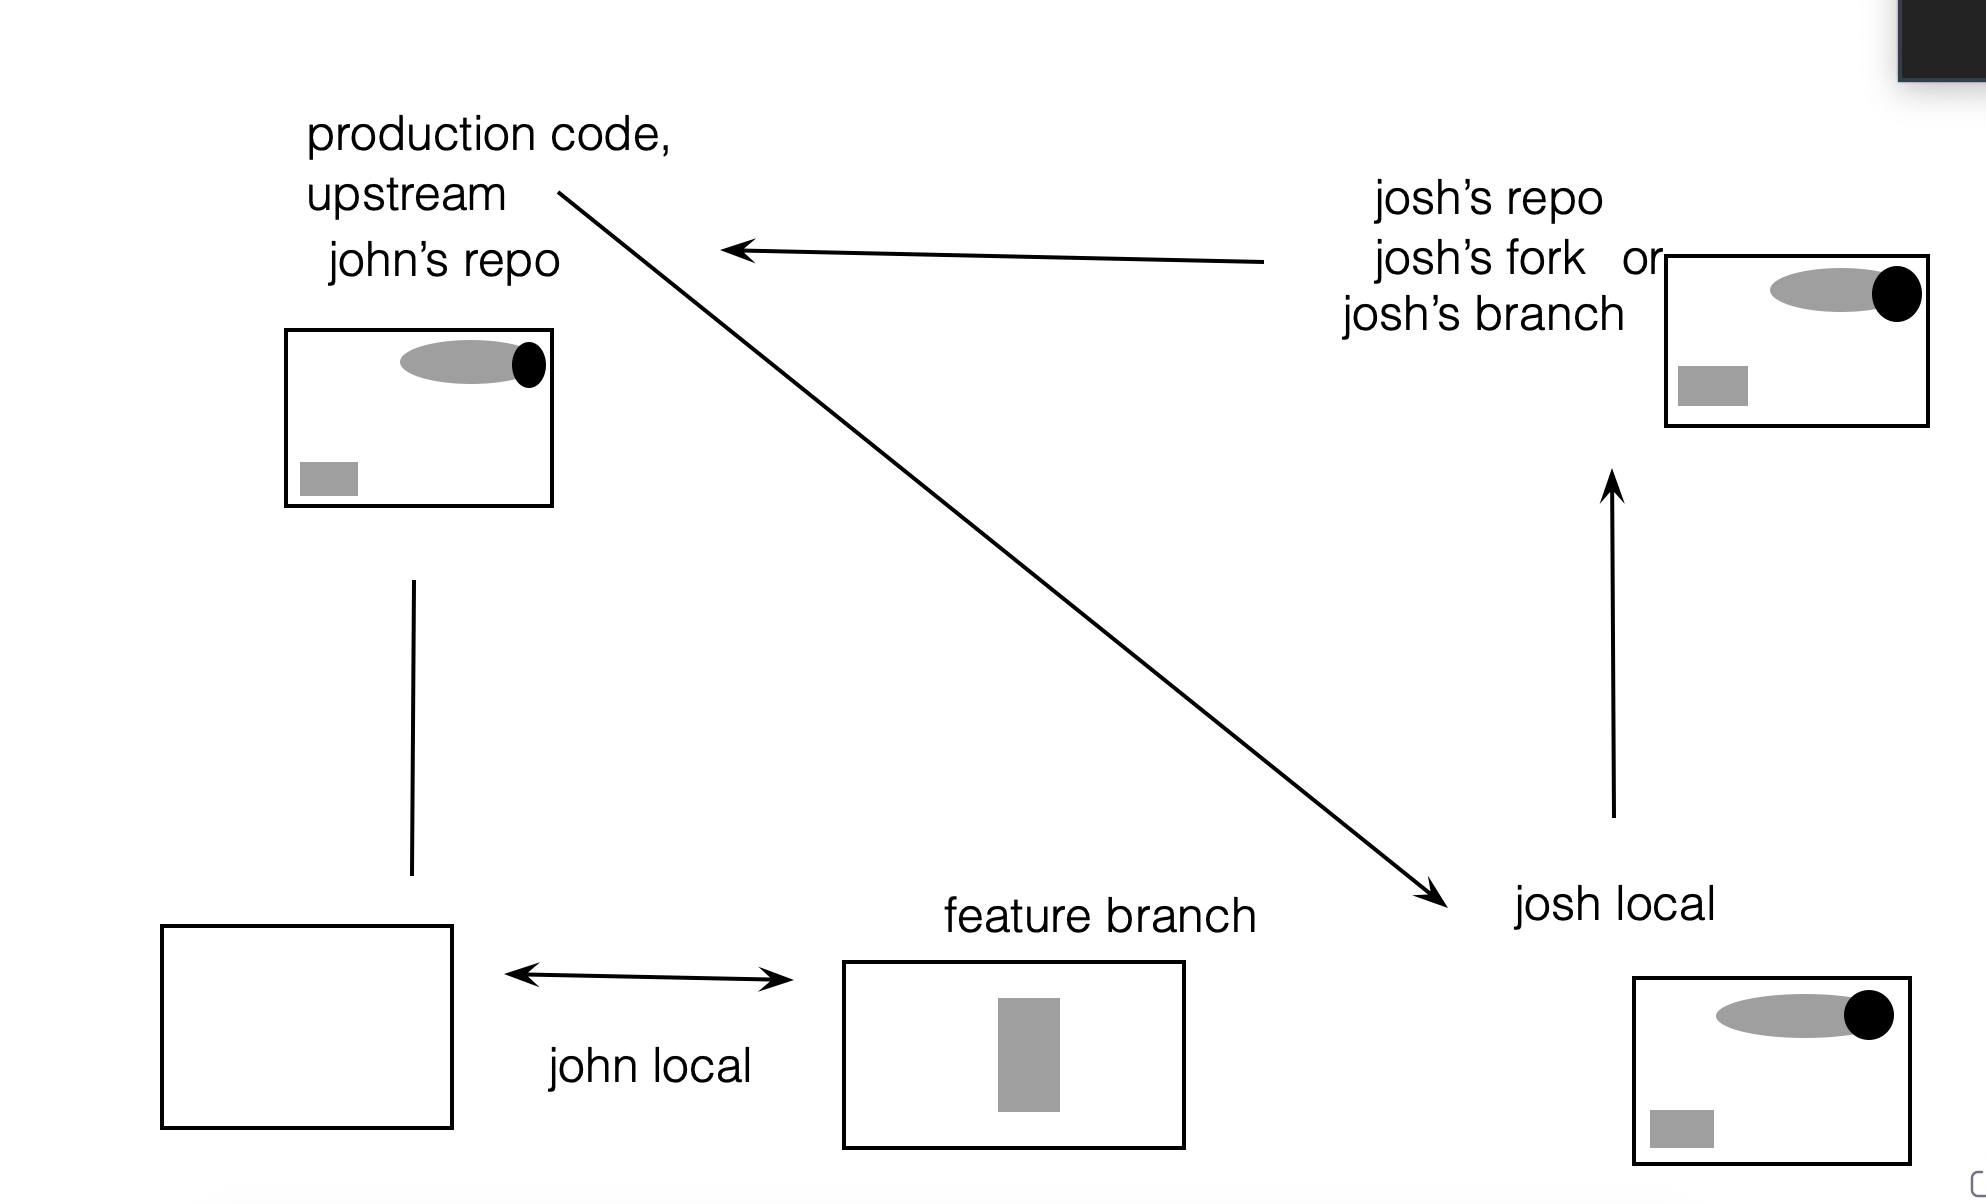 production code,
upstream
john's repo
josh's repo
josh's fork or
josh's branch
feature branch
josh local
john local